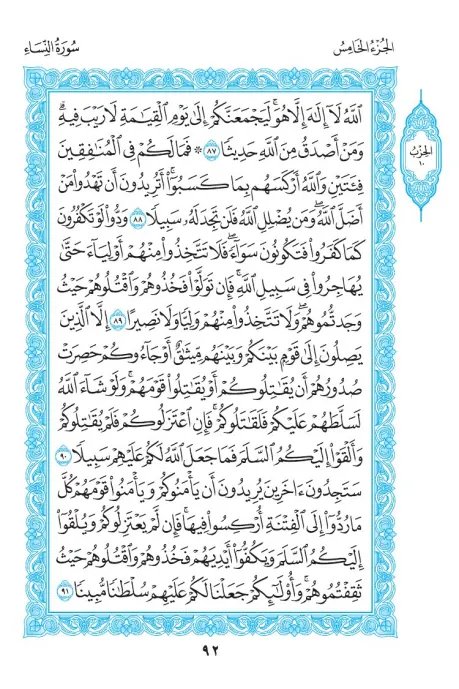 الجُزْءُ الخَامِسُ
سُورَةُ النِّسَاءِ
الحِزْبُ
١٠
ٱللَّهُ لَآ إِلَٰهَ إِلَّا هُوَۚ لَيَجْمَعَنَّكُمْ إِلَىٰ يَوْمِ ٱلْقِيَٰمَةِ لَا رَيْبَ فِيهِۗ
وَمَنْ أَصْدَقُ مِنَ ٱللَّهِ حَدِيثًا ٨٧ ۞ فَمَا لَكُمْ فِى ٱلْمُنَٰفِقِينَ
فِئَتَيْنِ وَٱللَّهُ أَرْكَسَهُم بِمَا كَسَبُوٓا۟ۚ أَتُرِيدُونَ أَن تَهْدُوا۟ مَنْ
أَضَلَّ ٱللَّهُۖ وَمَن يُضْلِلِ ٱللَّهُ فَلَن تَجِدَ لَهُۥ سَبِيلًا ٨٨ وَدُّوا۟ لَوْ تَكْفُرُونَ
كَمَا كَفَرُوا۟ فَتَكُونُونَ سَوَآءًۖ فَلَا تَتَّخِذُوا۟ مِنْهُمْ أَوْلِيَآءَ حَتَّىٰ
يُهَاجِرُوا۟ فِى سَبِيلِ ٱللَّهِۚ فَإِن تَوَلَّوْا۟ فَخُذُوهُمْ وَٱقْتُلُوهُمْ حَيْثُ
وَجَدتُّمُوهُمْۖ وَلَا تَتَّخِذُوا۟ مِنْهُمْ وَلِيًّا وَلَا نَصِيرًا ٨٩ إِلَّا ٱلَّذِينَ
يَصِلُونَ إِلَىٰ قَوْمٍۭ بَيْنَكُمْ وَبَيْنَهُم مِّيثَٰقٌ أَوْ جَآءُوكُمْ حَصِرَتْ
صُدُورُهُمْ أَن يُقَٰتِلُوكُمْ أَوْ يُقَٰتِلُوا۟ قَوْمَهُمْۚ وَلَوْ شَآءَ ٱللَّهُ
لَسَلَّطَهُمْ عَلَيْكُمْ فَلَقَٰتَلُوكُمْۚ فَإِنِ ٱعْتَزَلُوكُمْ فَلَمْ يُقَٰتِلُوكُمْ
وَأَلْقَوْا۟ إِلَيْكُمُ ٱلسَّلَمَ فَمَا جَعَلَ ٱللَّهُ لَكُمْ عَلَيْهِمْ سَبِيلًا ٩٠
سَتَجِدُونَ ءَاخَرِينَ يُرِيدُونَ أَن يَأْمَنُوكُمْ وَيَأْمَنُوا۟ قَوْمَهُمْ كُلَّ
مَا رُدُّوٓا۟ إِلَى ٱلْفِتْنَةِ أُرْكِسُوا۟ فِيهَاۚ فَإِن لَّمْ يَعْتَزِلُوكُمْ وَيُلْقُوٓا۟
إِلَيْكُمُ ٱلسَّلَمَ وَيَكُفُّوٓا۟ أَيْدِيَهُمْ فَخُذُوهُمْ وَٱقْتُلُوهُمْ حَيْثُ
ثَقِفْتُمُوهُمْۚ وَأُو۟لَٰٓئِكُمْ جَعَلْنَا لَكُمْ عَلَيْهِمْ سُلْطَٰنًا مُّبِينًا ٩١
٩٢